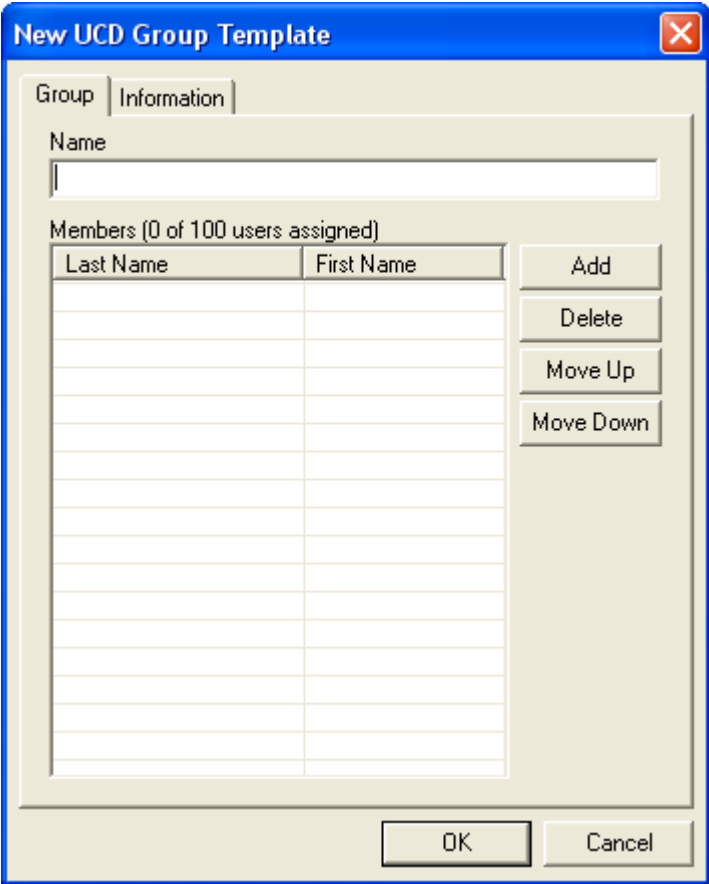 New UCD Group Template
Group Information
Name
Members (0 of 100 users assigned)
Last Name First Name
Add
Delete
Move Up
Move Down
OK Cancel